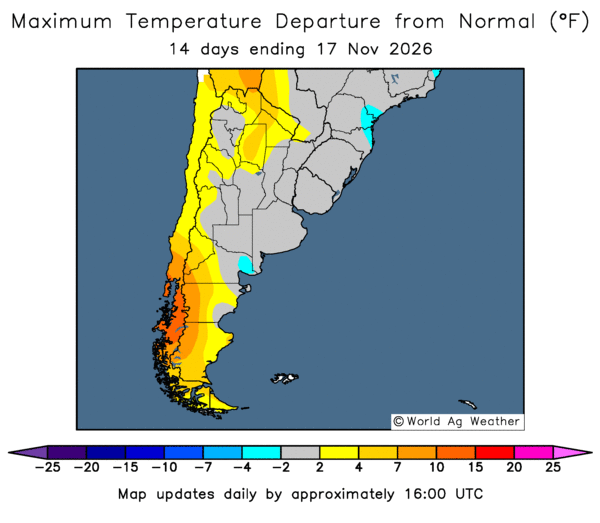 Maximum Temperature Departure from Normal (°F)
14 days ending 17 Nov 2026
© World Ag Weather
−25 −20 −15 −10 −7 −4 −2 2 4 7 10 15 20 25
Map updates daily by approximately 16:00 UTC